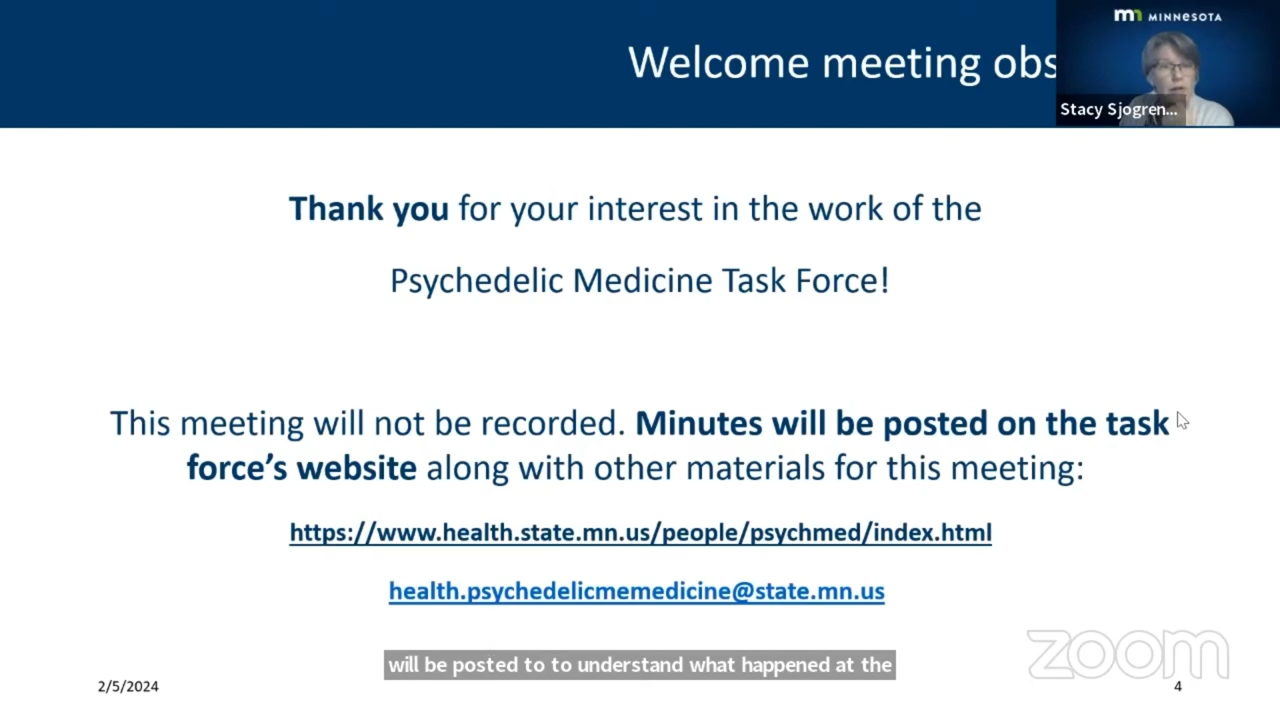 Welcome meeting obs
mn MINNESOTA
Stacy Sjogren...
Thank you for your interest in the work of the
Psychedelic Medicine Task Force!
This meeting will not be recorded. Minutes will be posted on the task
force’s website along with other materials for this meeting:
https://www.health.state.mn.us/people/psychmed/index.html
health.psychedelicmemedicine@state.mn.us
will be posted to to understand what happened at the
zoom
2/5/2024
4